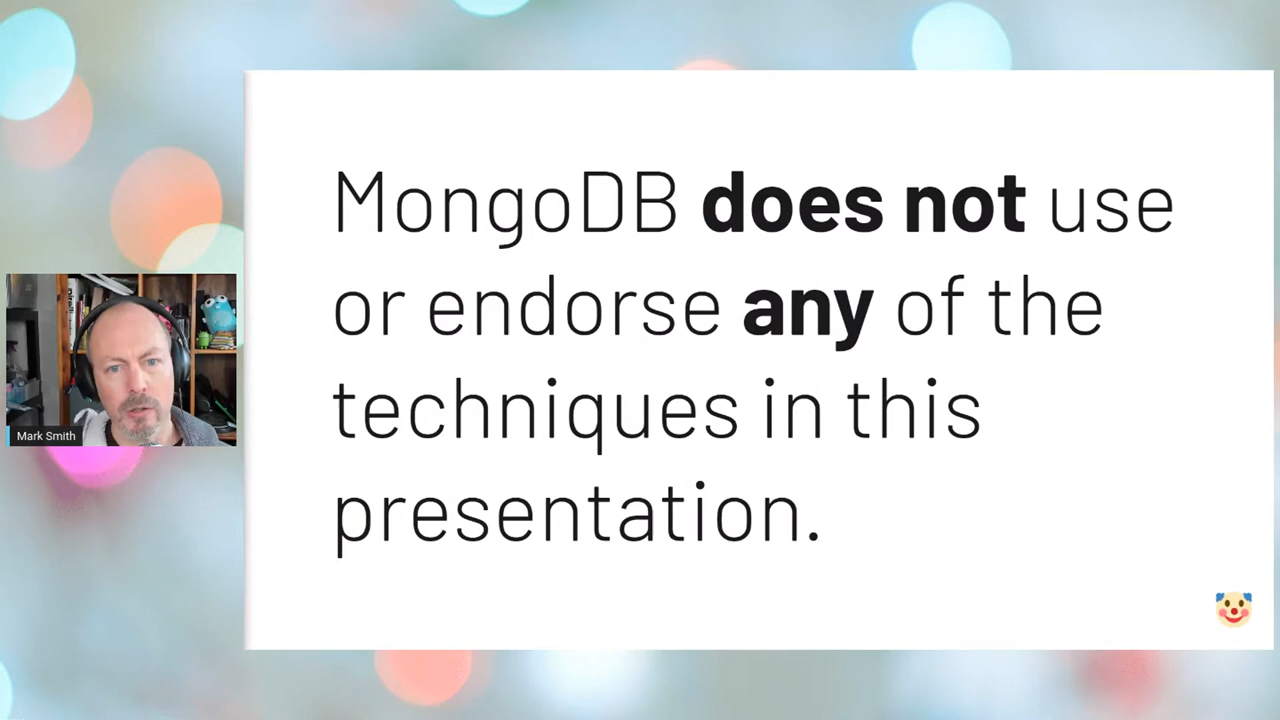 MongoDB does not use
or endorse any of the
techniques in this
presentation.
Mark Smith